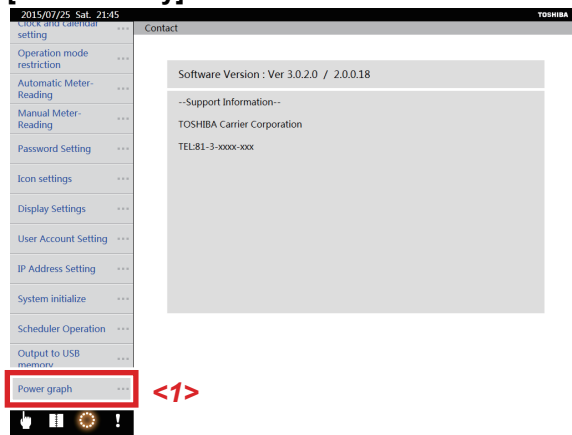 2015/07/25 Sat. 21:45
TOSHIBA
Clock and calendar
setting
Contact
Operation mode
restriction
Automatic Meter-
Reading
Manual Meter-
Reading
Password Setting
Icon settings
Display Settings
User Account Setting
IP Address Setting
System initialize
Scheduler Operation
Output to USB
memory
Power graph
<1>
Software Version : Ver 3.0.2.0 / 2.0.0.18
--Support Information--
TOSHIBA Carrier Corporation
TEL:81-3-xxxx-xxx